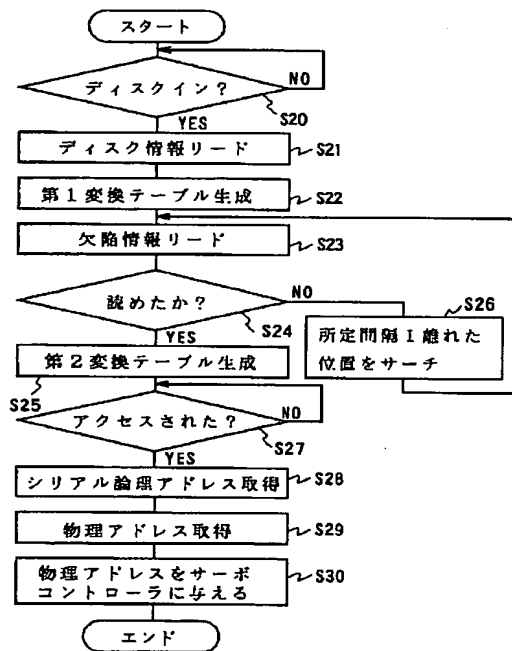 スタート
ディスクイン?
NO
S20
YES
ディスク情報リード
S21
第1変換テーブル生成
S22
欠陥情報リード
S23
読めたか?
NO
S24
S26
所定間隔I離れた
位置をサーチ
YES
第2変換テーブル生成
S25
アクセスされた?
NO
S27
YES
シリアル論理アドレス取得
S28
物理アドレス取得
S29
物理アドレスをサーボ
コントローラに与える
S30
エンド